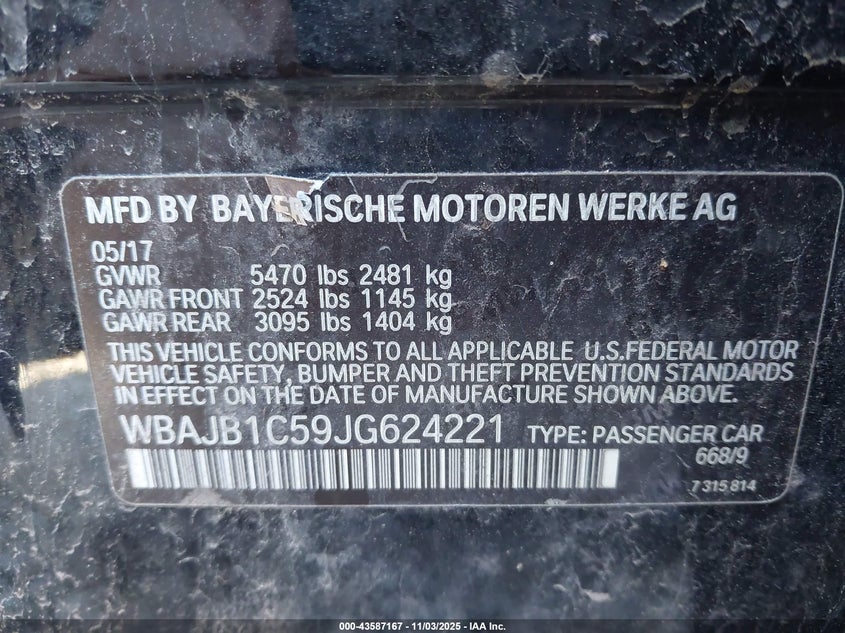 MFD BY BAYERISCHE MOTOREN WERKE AG
05/17
GVWR 5470 lbs 2481 kg
GAWR FRONT 2524 lbs 1145 kg
GAWR REAR 3095 lbs 1404 kg
THIS VEHICLE CONFORMS TO ALL APPLICABLE U.S.FEDERAL MOTOR
VEHICLE SAFETY, BUMPER AND THEFT PREVENTION STANDARDS
IN EFFECT ON THE DATE OF MANUFACTURE SHOWN ABOVE.
WBAJB1C59JG624221 TYPE: PASSENGER CAR
668/9
7 315 814
000-43587167 - 11/03/2025 - IAA Inc.